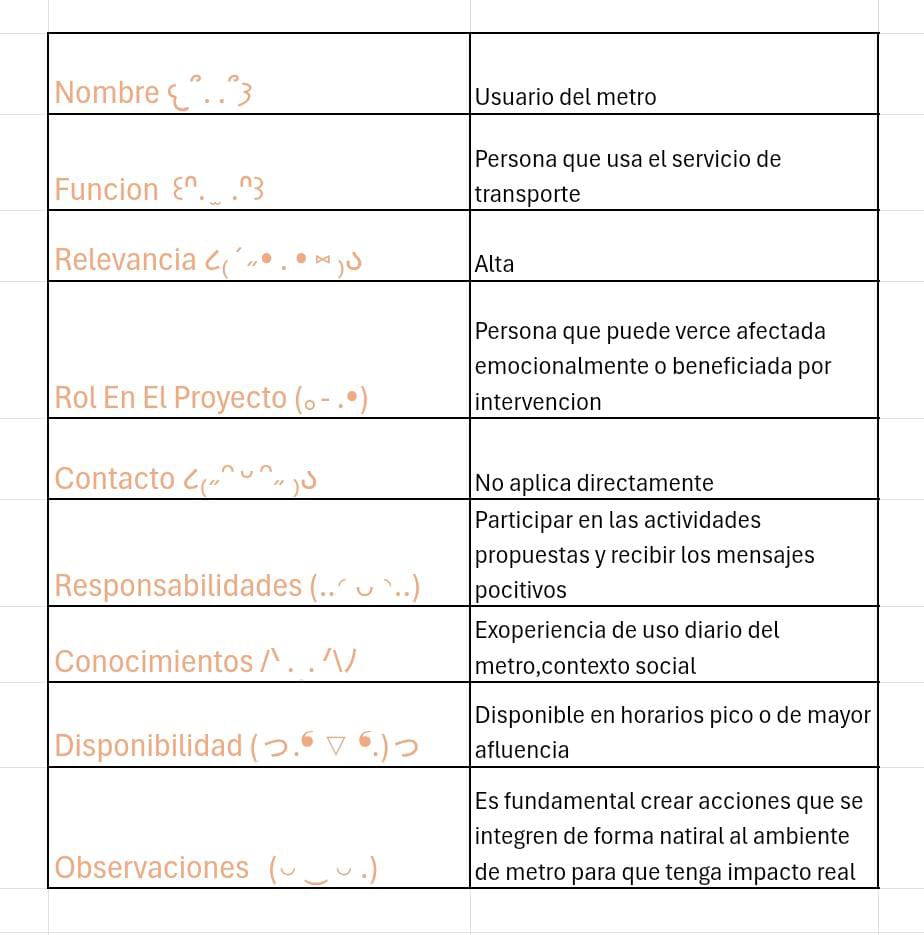 Nombre
Usuario del metro
Funcion
Persona que usa el servicio de
transporte
Relevancia
Alta
Rol En El Proyecto (｡- .•)
Persona que puede verce afectada
emocionalmente o beneficiada por
intervencion
Contacto
No aplica directamente
Responsabilidades
Participar en las actividades
propuestas y recibir los mensajes
pocitivos
Conocimientos
Exoperiencia de uso diario del
metro,contexto social
Disponibilidad
Disponible en horarios pico o de mayor
afluencia
Observaciones
Es fundamental crear acciones que se
integren de forma natiral al ambiente
de metro para que tenga impacto real